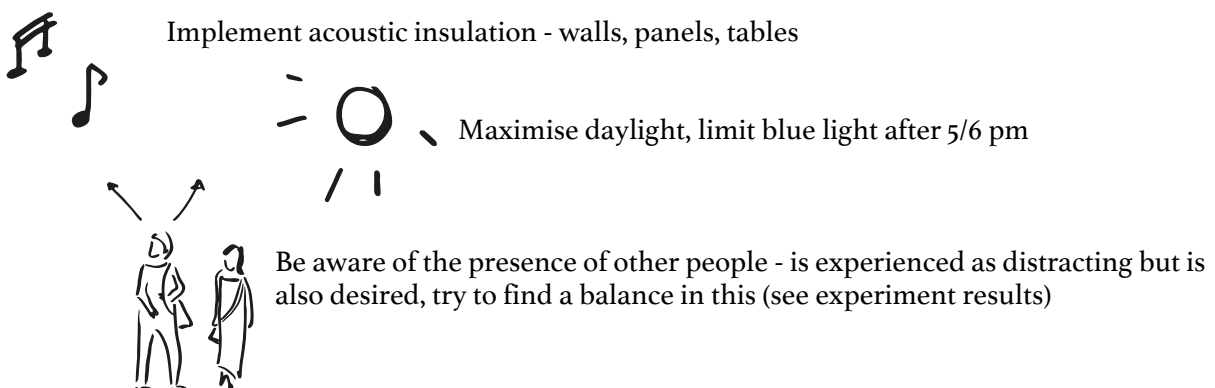 Implement acoustic insulation - walls, panels, tables
Maximise daylight, limit blue light after 5/6 pm
Be aware of the presence of other people - is experienced as distracting but is
also desired, try to find a balance in this (see experiment results)